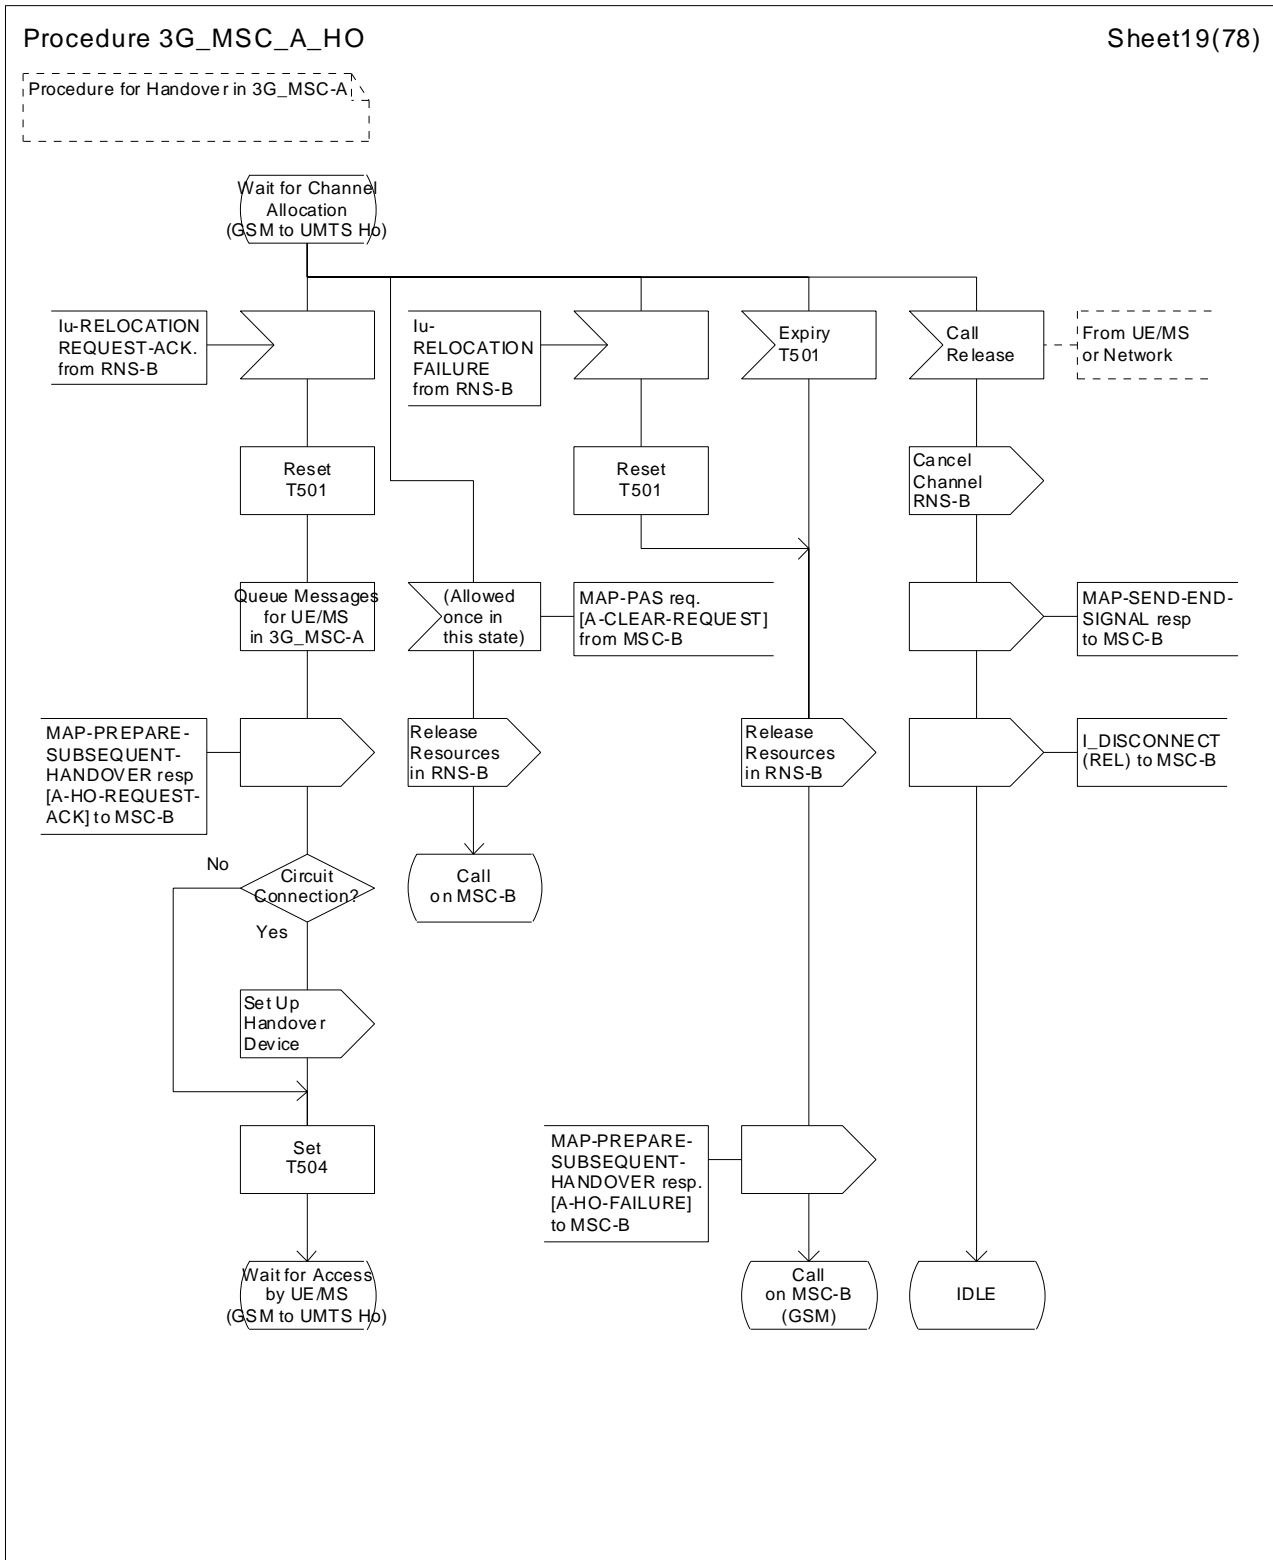 Procedure 3G_MSC_A_HO
Sheet19(78)
Procedure for Handover in 3G_MSC-A
Wait for Channel
Allocation
(GSM to UMTS Ho)
Iu-RELOCATION
REQUEST-ACK.
from RNS-B
Iu-
RELOCATION
FAILURE
from RNS-B
Expiry
T501
Call
Release
From UE/MS
or Network
Reset
T501
Reset
T501
Cancel
Channel
RNS-B
Queue Messages
for UE/MS
in 3G_MSC-A
(Allowed
once in
this state)
MAP-PAS req.
[A-CLEAR-REQUEST]
from MSC-B
MAP-SEND-END-
SIGNAL resp
to MSC-B
MAP-PREPARE-
SUBSEQUENT-
HANDOVER resp
[A-HO-REQUEST-
ACK] to MSC-B
Release
Resources
in RNS-B
Release
Resources
in RNS-B
I_DISCONNECT
(REL) to MSC-B
No
Circuit
Connection?
Yes
Call
on MSC-B
Set Up
Handover
Device
Set
T504
MAP-PREPARE-
SUBSEQUENT-
HANDOVER resp.
[A-HO-FAILURE]
to MSC-B
Wait for Access
by UE/MS
(GSM to UMTS Ho)
Call
on MSC-B
(GSM)
IDLE